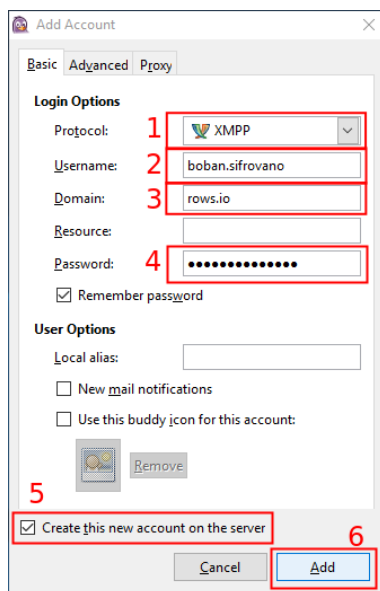 Add Account
Basic Advanced Proxy
Login Options
Protocol: 1 XMPP
Username: 2 boban.sifrovano
Domain: 3 rows.io
Resource:
Password: 4 ●●●●●●●●●●●●●●
Remember password
User Options
Local alias:
New mail notifications
Use this buddy icon for this account:
Remove
5
Create this new account on the server
6
Cancel Add